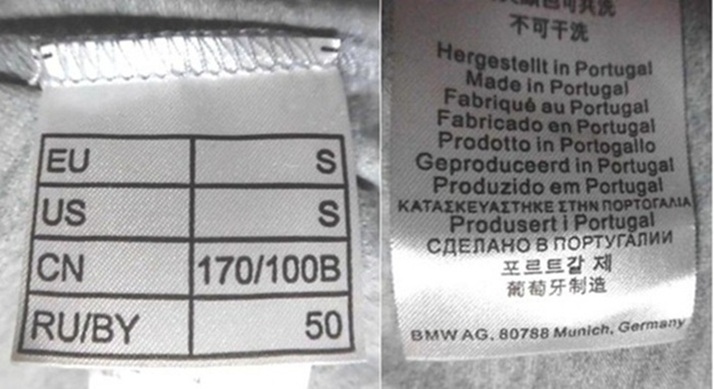 EU S
US S
CN 170/100B
RU/BY 50
不可干洗
Hergestellt in Portugal
Made in Portugal
Fabriqué au Portugal
Fabricado en Portugal
Prodotto in Portogallo
Geproduceerd in Portugal
Produzido em Portugal
ΚΑΤΑΣΚΕΥΑΣΤΗΚΕ ΣΤΗΝ ΠΟΡΤΟΓΑΛΙΑ
Produsert i Portugal
СДЕЛАНО В ПОРТУГАЛИИ
포르트갈 제
葡萄牙制造
BMW AG, 80788 Munich, Germany